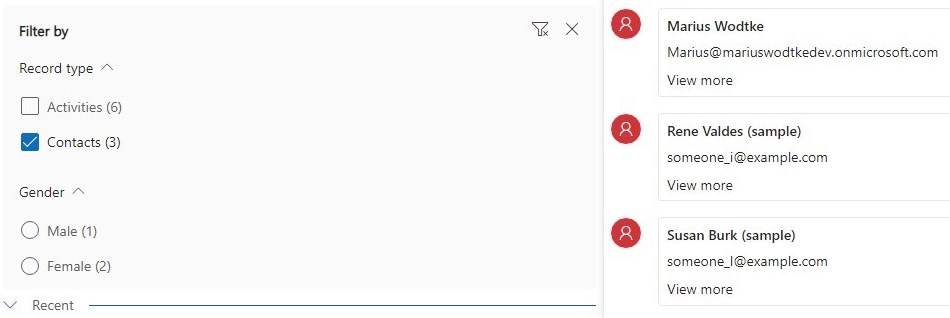 Filter by
Record type
Activities (6)
Contacts (3)
Gender
Male (1)
Female (2)
Recent
Marius Wodtke
Marius@mariuswodtkedev.onmicrosoft.com
View more
Rene Valdes (sample)
someone_i@example.com
View more
Susan Burk (sample)
someone_l@example.com
View more